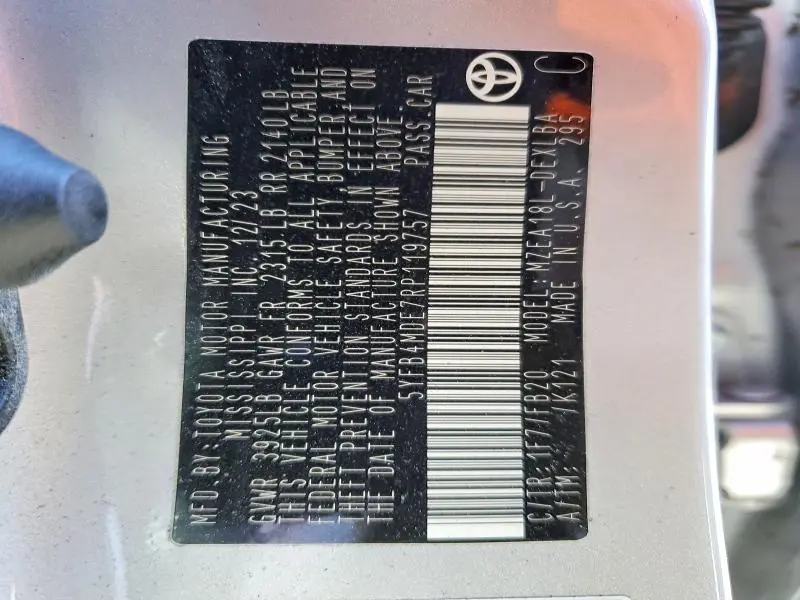 MFD.BY:TOYOTA MOTOR MANUFACTURING
MISSISSIPPI INC. 12/23
GVWR 3925LB GAWR FR 2315LB RR 2140LB
THIS VEHICLE CONFORMS TO ALL APPLICABLE
FEDERAL MOTOR VEHICLE SAFETY, BUMPER, AND
THEFT PREVENTION STANDARDS IN EFFECT ON
THE DATE OF MANUFACTURE SHOWN ABOVE.
5YFB4MDE7RP119757 PASS.CAR
C/TR: 1F7/FB20 MODEL: MZEA18L-DEXLBA
A/TM: /K121 MADE IN U.S.A. 295 C